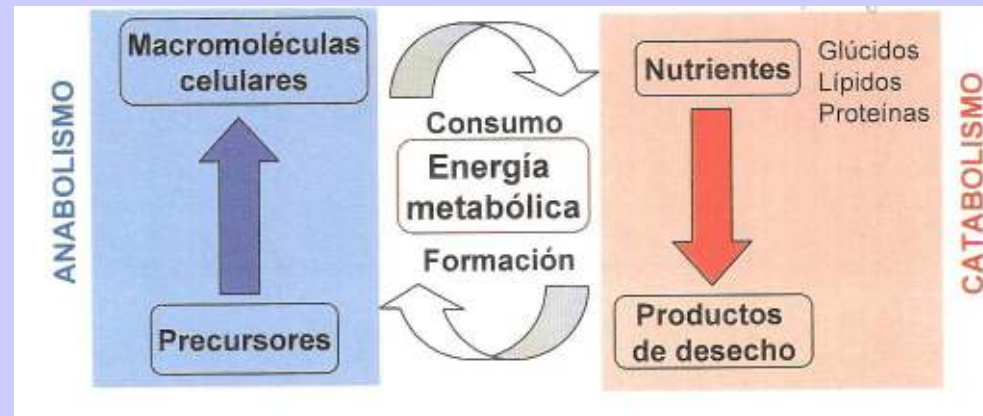 ANABOLISMO
Macromoléculas
celulares
Precursores
Consumo
Energía
metabólica
Formación
Nutrientes
Glúcidos
Lípidos
Proteínas
Productos
de desecho
CATABOLISMO